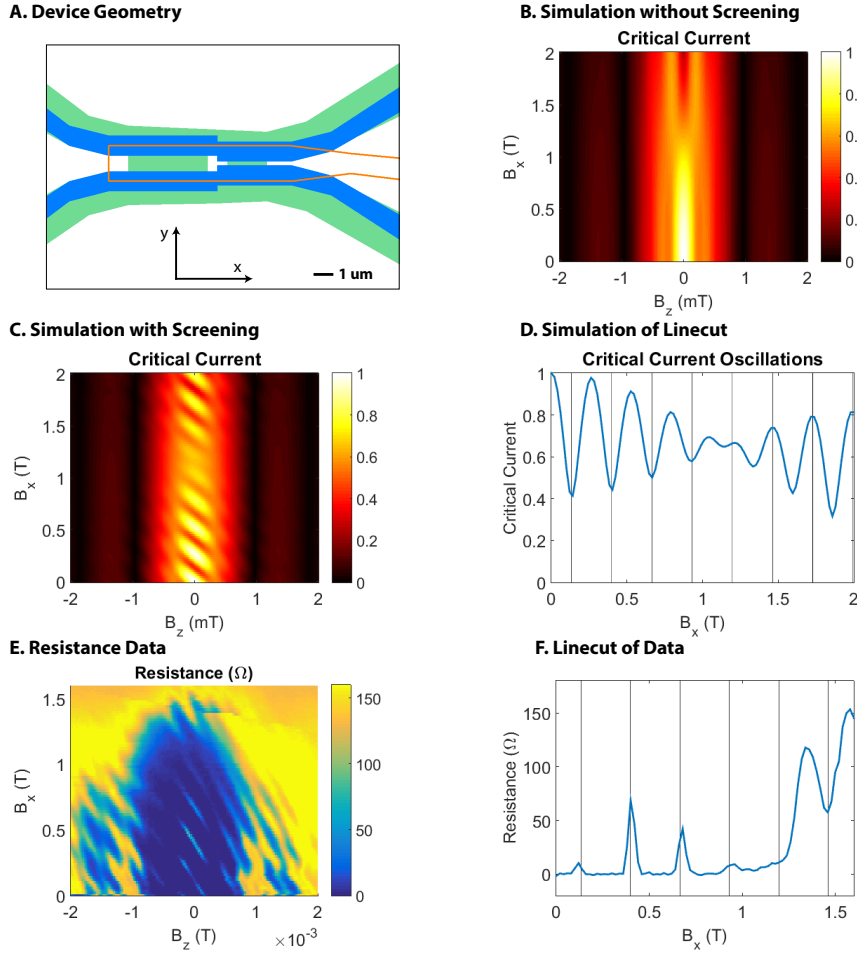 A. Device Geometry
y
x
1 um
B. Simulation without Screening
Critical Current
B_x (T)
2
1.5
1
0.5
0
-2 -1 0 1 2
B_z (mT)
1
0.
0.
0.
0.
0
C. Simulation with Screening
Critical Current
B_x (T)
2
1.5
1
0.5
0
-2 -1 0 1 2
B_z (mT)
1
0.8
0.6
0.4
0.2
0
D. Simulation of Linecut
Critical Current Oscillations
Critical Current
1
0.8
0.6
0.4
0.2
0
0 0.5 1 1.5 2
B_x (T)
E. Resistance Data
Resistance (Ω)
B_x (T)
1.5
1
0.5
0
-2 -1 0 1 2
B_z (T)
×10^-3
150
100
50
0
F. Linecut of Data
Resistance (Ω)
150
100
50
0
0 0.5 1 1.5
B_x (T)